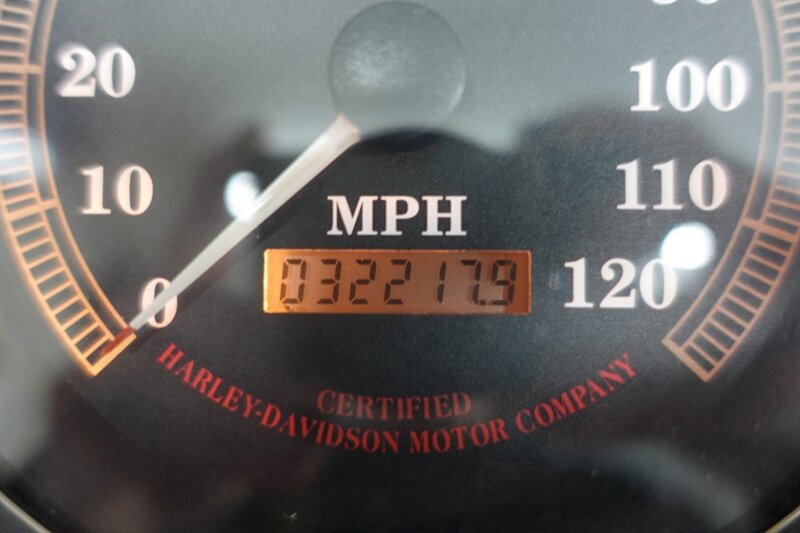 20
100
10
110
MPH
032217.9
120
0
CERTIFIED
HARLEY-DAVIDSON MOTOR COMPANY